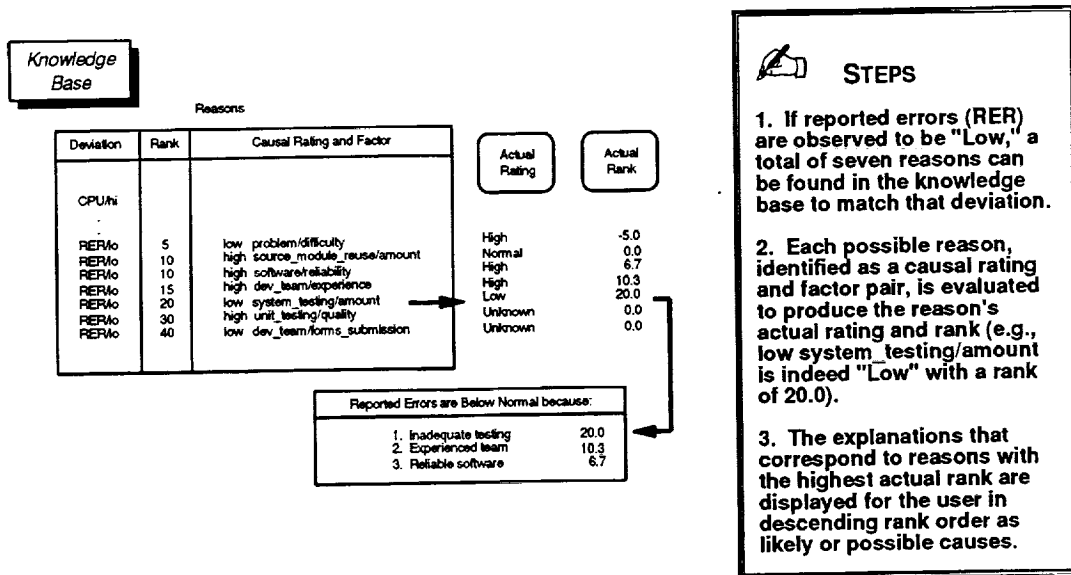 Knowledge
Base
Reasons
Deviation Rank Causal Rating and Factor
Actual
Rating
Actual
Rank
CPU/hi
.
.
RER/lo 5 low problem/difficulty High -5.0
RER/lo 10 high source_module_reuse/amount Normal 0.0
RER/lo 10 high software/reliability High 6.7
RER/lo 15 high dev_team/experience High 10.3
RER/lo 20 low system_testing/amount Low 20.0
RER/lo 30 high unit_testing/quality Unknown 0.0
RER/lo 40 low dev_team/forms_submission Unknown 0.0
Reported Errors are Below Normal because:
1. Inadequate testing 20.0
2. Experienced team 10.3
3. Reliable software 6.7
STEPS
1. If reported errors (RER)
are observed to be "Low," a
total of seven reasons can
be found in the knowledge
base to match that deviation.
2. Each possible reason,
identified as a causal rating
and factor pair, is evaluated
to produce the reason's
actual rating and rank (e.g.,
low system_testing/amount
is indeed "Low" with a rank
of 20.0).
3. The explanations that
correspond to reasons with
the highest actual rank are
displayed for the user in
descending rank order as
likely or possible causes.